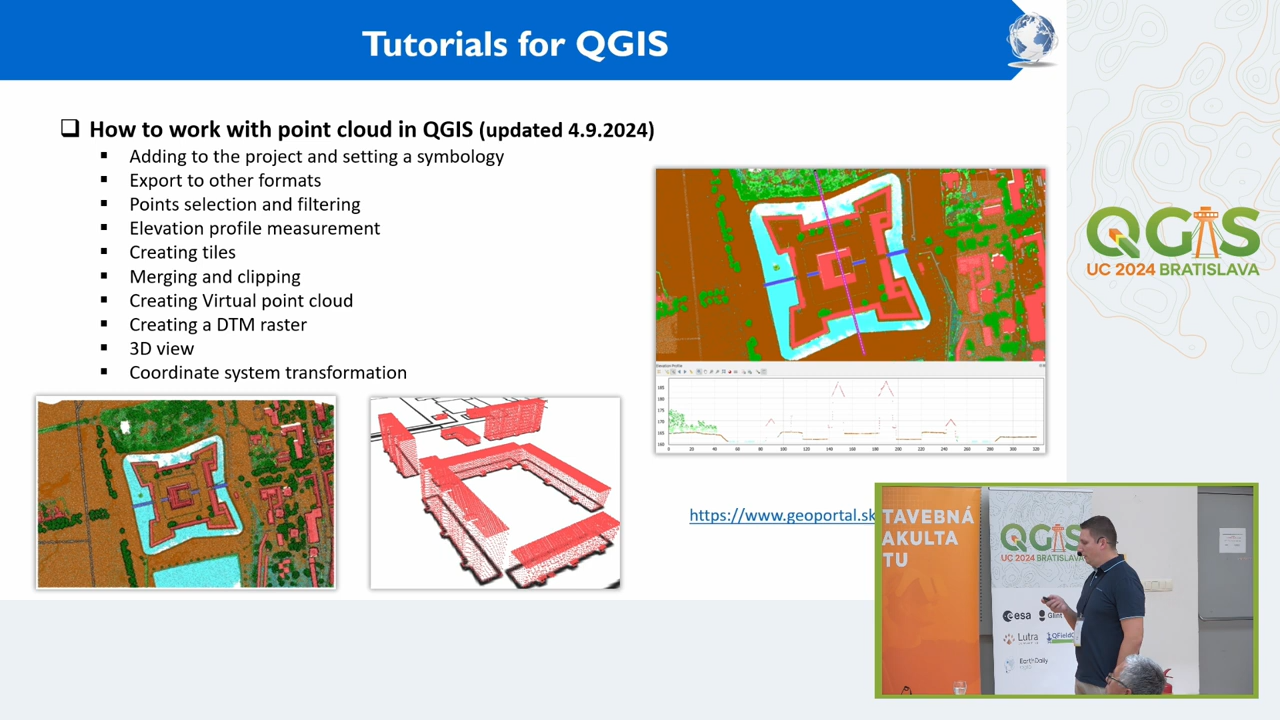 Tutorials for QGIS
How to work with point cloud in QGIS (updated 4.9.2024)
Adding to the project and setting a symbology
Export to other formats
Points selection and filtering
Elevation profile measurement
Creating tiles
Merging and clipping
Creating Virtual point cloud
Creating a DTM raster
3D view
Coordinate system transformation
https://www.geoportal.sk
QGIS
UC 2024 BRATISLAVA
TAVEBNÁ
AKULTA
TU
QGIS
UC 2024 BRATISLAVA
esa
Lutra
EarthDaily